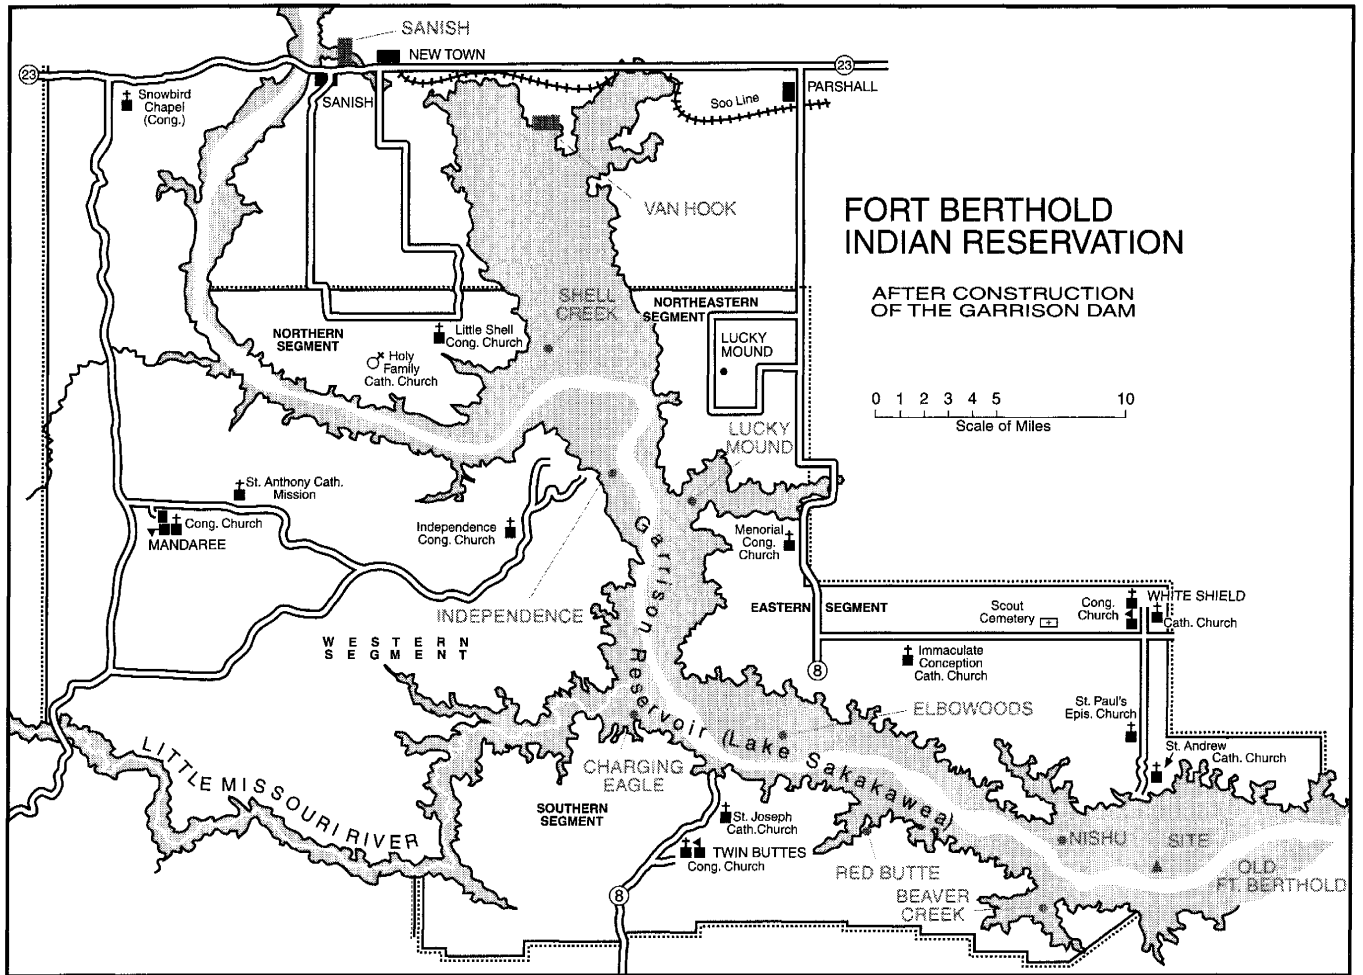 SANISH
NEW TOWN
23
23
Snowbird
Chapel
(Cong.)
SANISH
Soo Line
PARSHALL
VAN HOOK
FORT BERTHOLD
INDIAN RESERVATION
AFTER CONSTRUCTION
OF THE GARRISON DAM
SHELL
CREEK
NORTHEASTERN
SEGMENT
NORTHERN
SEGMENT
Little Shell
Cong. Church
LUCKY
MOUND
Holy
Family
Cath. Church
0 1 2 3 4 5 10
Scale of Miles
LUCKY
MOUND
St. Anthony Cath.
Mission
Cong. Church
MANDAREE
Independence
Cong. Church
Menorial
Cong.
Church
Garrison Reservoir (Lake Sakakawea)
INDEPENDENCE
EASTERN SEGMENT
Scout
Cemetery
Cong.
Church
WHITE SHIELD
Cath. Church
WESTERN
SEGMENT
Immaculate
Conception
Cath. Church
8
St. Paul's
Epis. Church
ELBOWOODS
St. Andrew
Cath. Church
LITTLE MISSOURI RIVER
CHARGING
EAGLE
SOUTHERN
SEGMENT
St. Joseph
Cath.Church
TWIN BUTTES
Cong. Church
8
NISHU
SITE
OLD
FT. BERTHOLD
RED BUTTE
BEAVER
CREEK